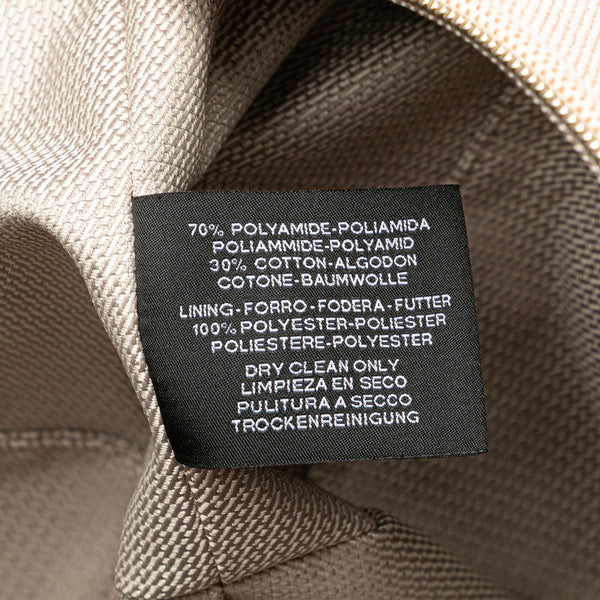 70% POLYAMIDE-POLIAMIDA
POLIAMMIDE-POLYAMID
30% COTTON-ALGODON
COTONE-BAUMWOLLE
LINING-FORRO-FODERA-FUTTER
100% POLYESTER-POLIESTER
POLIESTERE-POLYESTER
DRY CLEAN ONLY
LIMPIEZA EN SECO
PULITURA A SECCO
TROCKENREINIGUNG